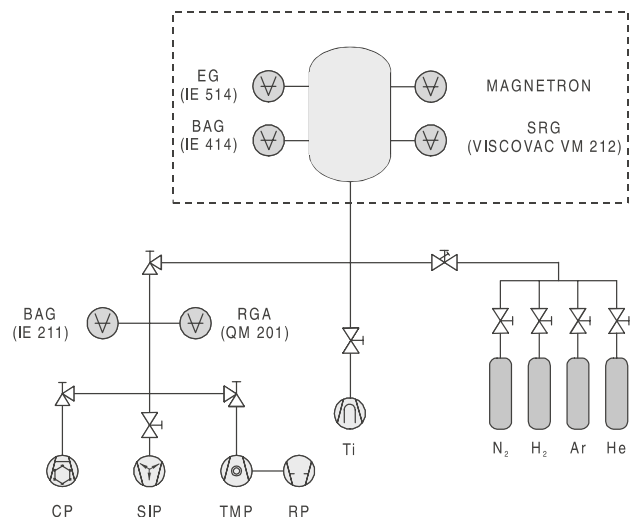 EG
(IE 514)
MAGNETRON
BAG
(IE 414)
SRG
(VISCOVAC VM 212)
BAG
(IE 211)
RGA
(QM 201)
Ti
N₂ H₂ Ar He
CP SIP TMP RP